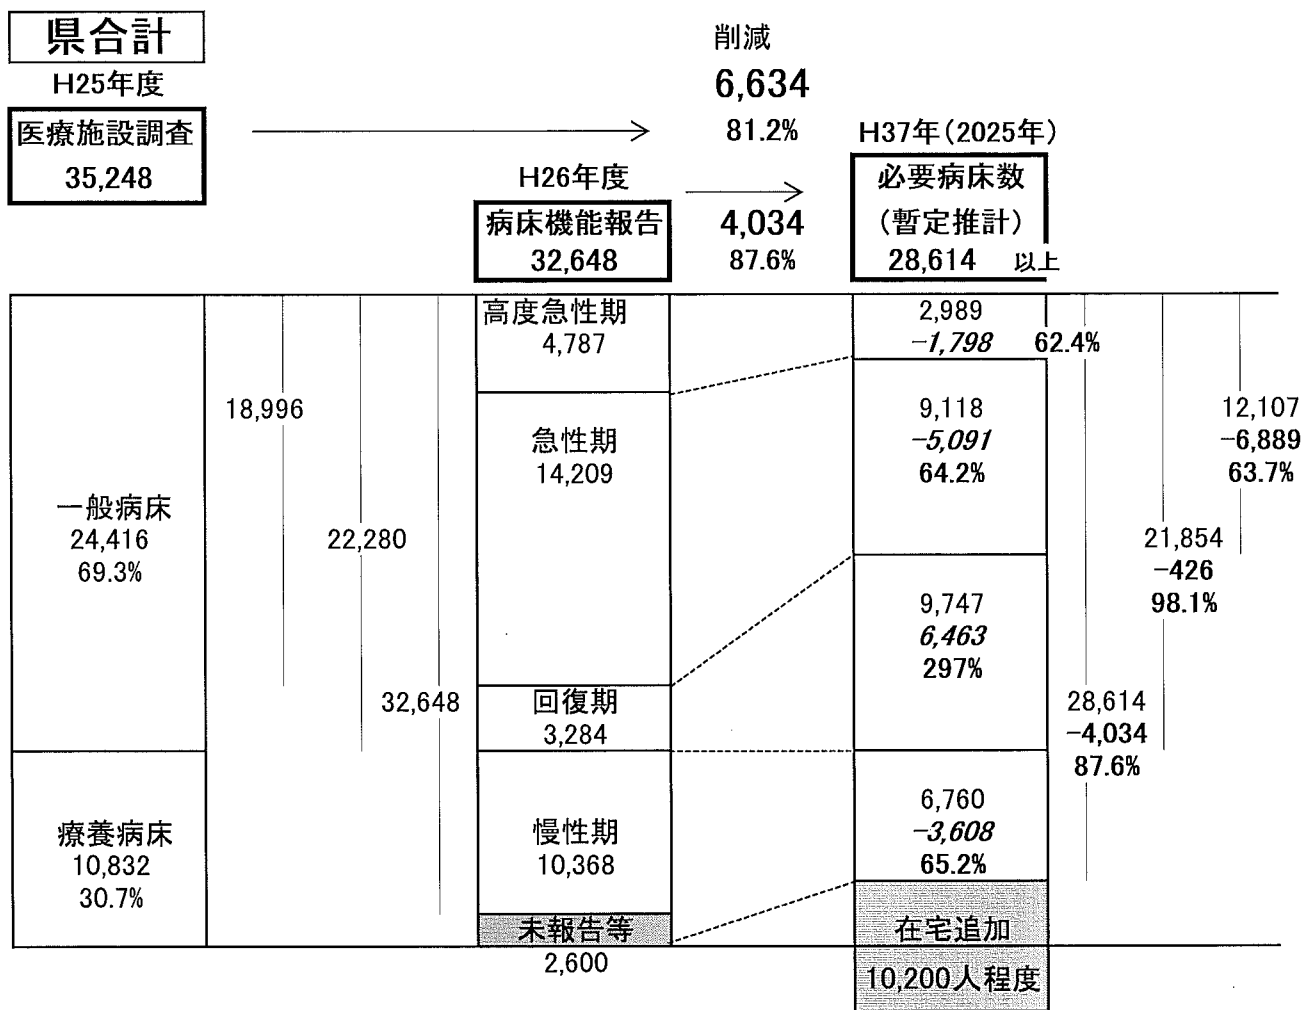 県合計
H25年度
医療施設調査
35,248
削減
6,634
81.2%
H26年度
病床機能報告
32,648
4,034
87.6%
H37年(2025年)
必要病床数
(暫定推計)
28,614 以上
一般病床
24,416
69.3%
療養病床
10,832
30.7%
18,996
22,280
32,648
高度急性期
4,787
急性期
14,209
回復期
3,284
慢性期
10,368
未報告等
2,600
2,989
-1,798 62.4%
9,118
-5,091
64.2%
9,747
6,463
297%
6,760
-3,608
65.2%
在宅追加
10,200人程度
28,614
-4,034
87.6%
21,854
-426
98.1%
12,107
-6,889
63.7%